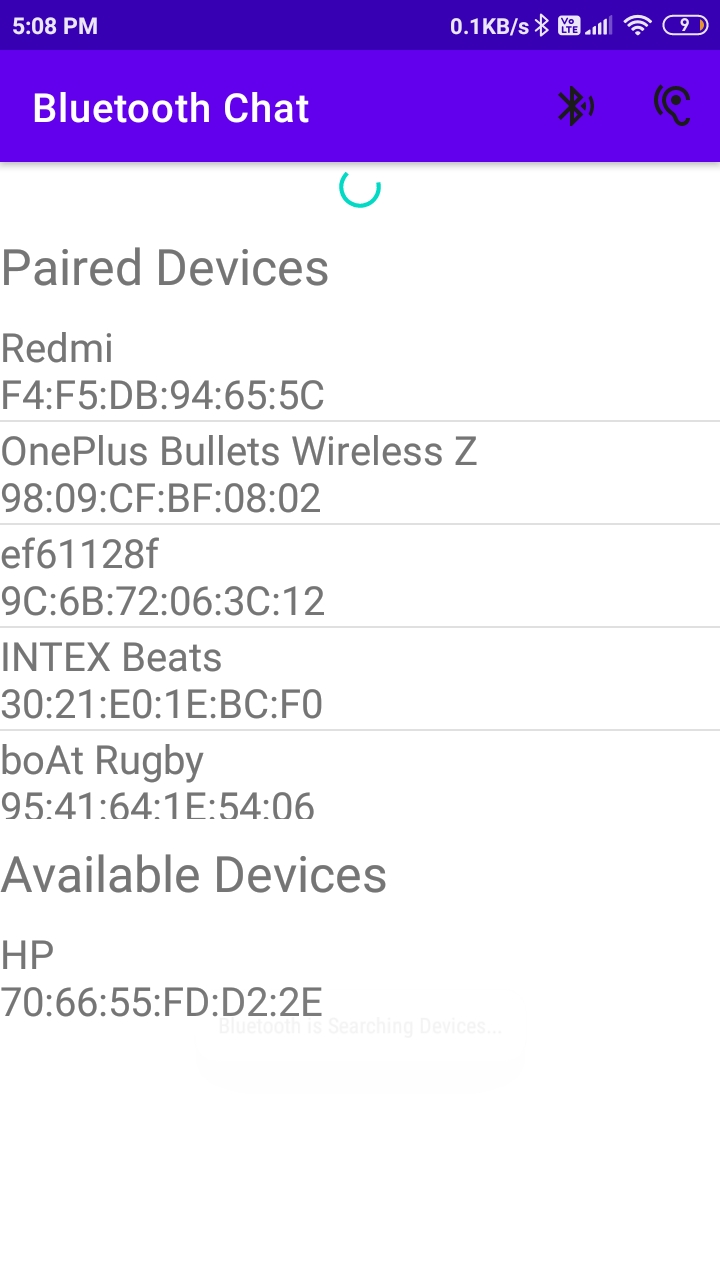 5:08 PM
0.1KB/s Vo LTE 9
Bluetooth Chat
Paired Devices
Redmi
F4:F5:DB:94:65:5C
OnePlus Bullets Wireless Z
98:09:CF:BF:08:02
ef61128f
9C:6B:72:06:3C:12
INTEX Beats
30:21:E0:1E:BC:F0
boAt Rugby
95:41:64:1E:54:06
Available Devices
HP
70:66:55:FD:D2:2E
Bluetooth is Searching Devices...